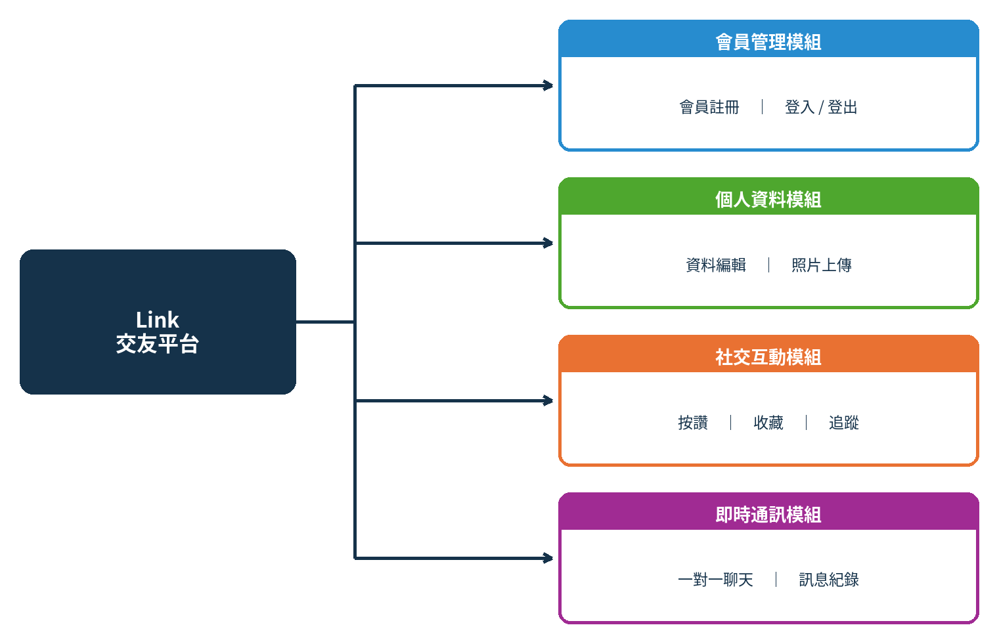 Link
交友平台
會員管理模組
會員註冊 ｜ 登入 / 登出
個人資料模組
資料編輯 ｜ 照片上傳
社交互動模組
按讚 ｜ 收藏 ｜ 追蹤
即時通訊模組
一對一聊天 ｜ 訊息紀錄